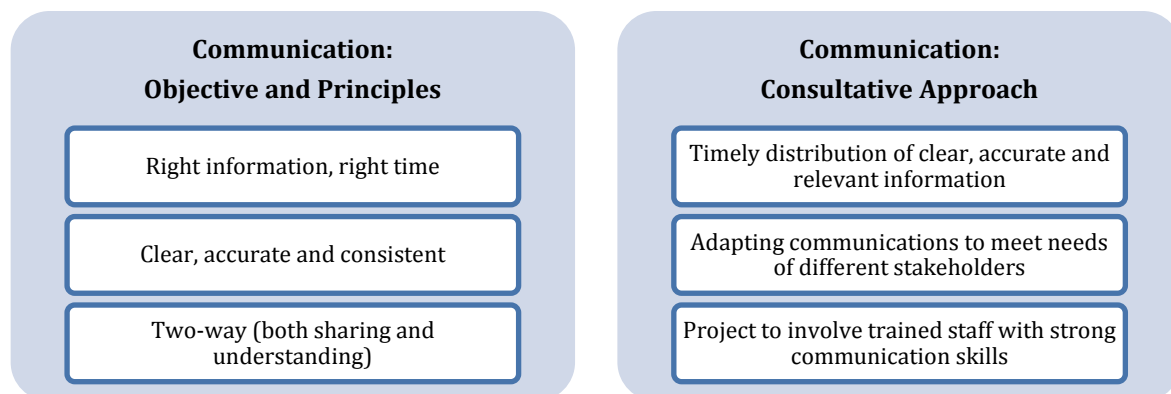 Communication:
Objective and Principles
Right information, right time
Clear, accurate and consistent
Two-way (both sharing and
understanding)
Communication:
Consultative Approach
Timely distribution of clear, accurate and
relevant information
Adapting communications to meet needs
of different stakeholders
Project to involve trained staff with strong
communication skills